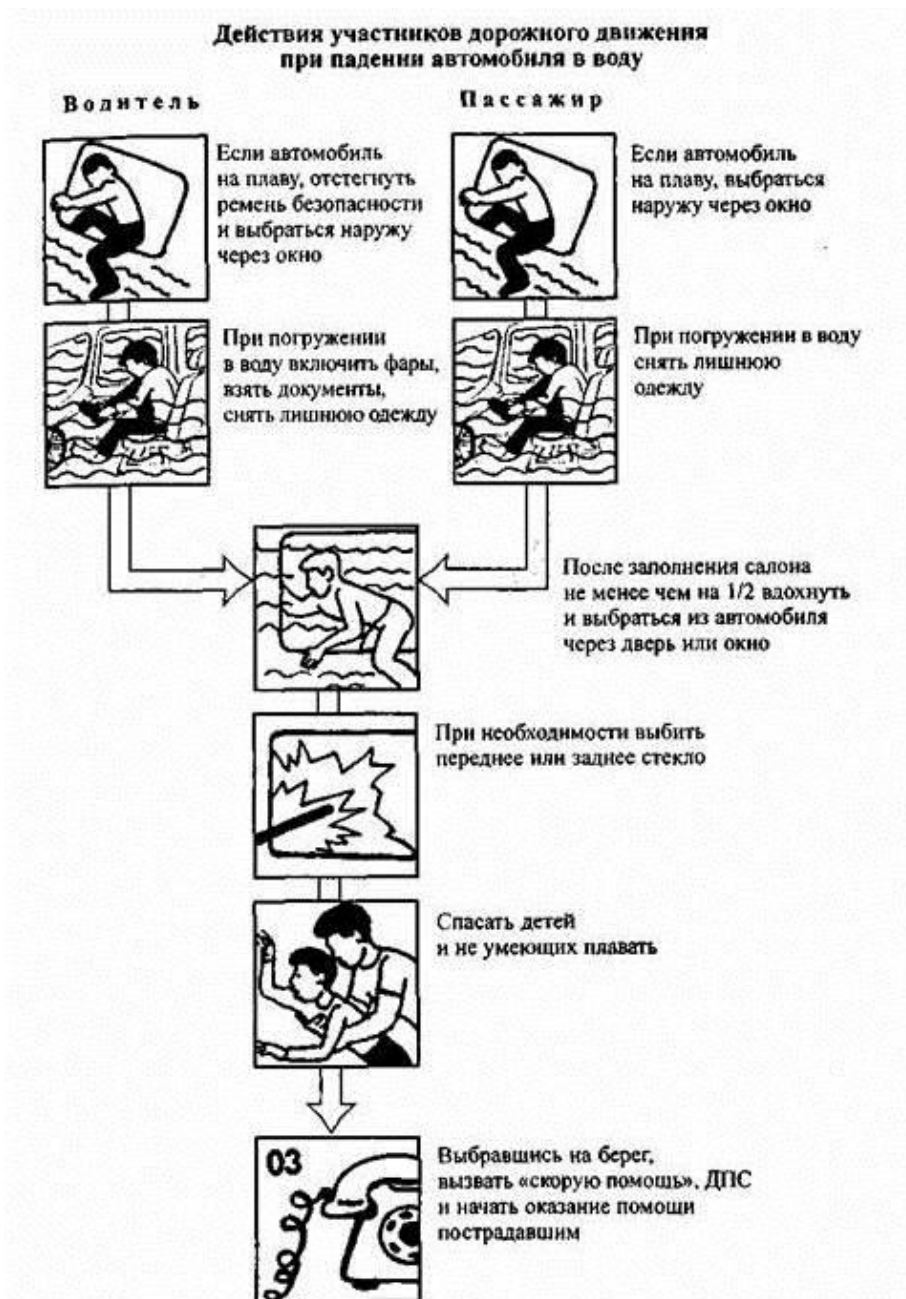 Действия участников дорожного движения
при падении автомобиля в воду
Водитель
Если автомобиль
на плаву, отстегнуть
ремень безопасности
и выбраться наружу
через окно
При погружении
в воду включить фары,
взять документы,
снять лишнюю одежду
Пассажир
Если автомобиль
на плаву, выбраться
наружу через окно
При погружении в воду
снять лишнюю
одежду
После заполнения салона
не менее чем на 1/2 вдохнуть
и выбраться из автомобиля
через дверь или окно
При необходимости выбить
переднее или заднее стекло
Спасать детей
и не умеющих плавать
03
Выбравшись на берег,
вызвать «скорую помощь», ДПС
и начать оказание помощи
пострадавшим